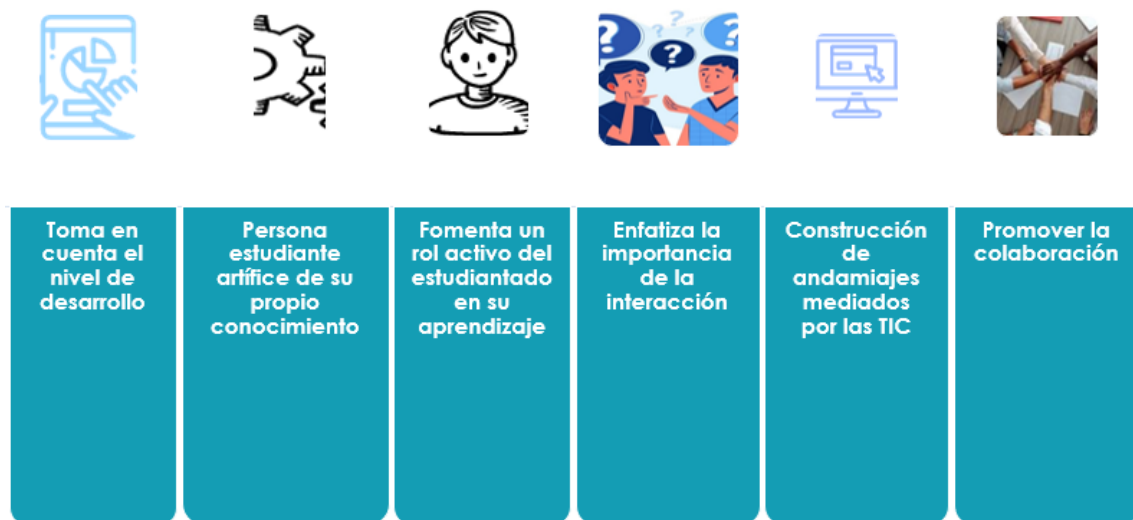 Toma en
cuenta el
nivel de
desarrollo
Persona
estudiante
artífice de su
propio
conocimiento
Fomenta un
rol activo del
estudiantado
en su
aprendizaje
Enfatiza la
importancia
de la
interacción
Construcción
de
andamiajes
mediados
por las TIC
Promover la
colaboración